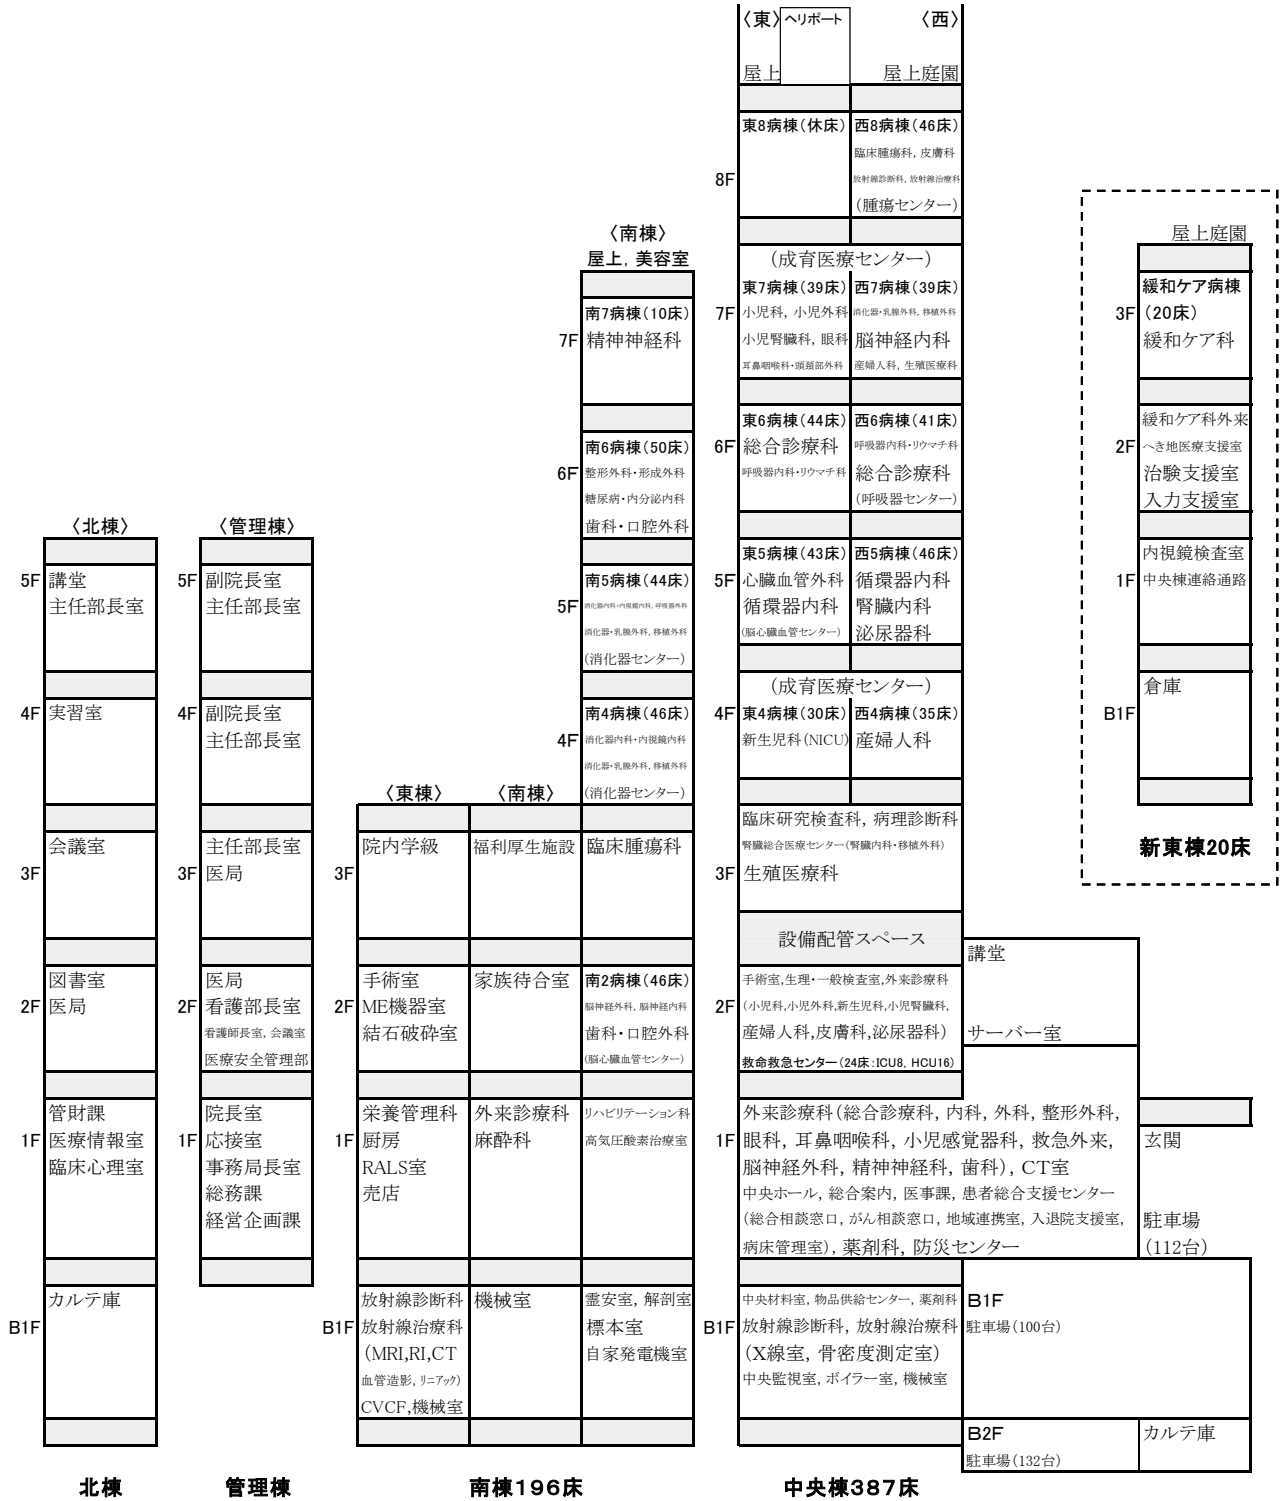 〈北棟〉
5F
講堂
主任部長室
4F
実習室
3F
会議室
2F
図書室
医局
1F
管財課
医療情報室
臨床心理室
B1F
カルテ庫
北棟
〈管理棟〉
5F
副院長室
主任部長室
4F
副院長室
主任部長室
3F
主任部長室
医局
2F
医局
看護部長室
看護師長室, 会議室
医療安全管理部
1F
院長室
応接室
事務局長室
総務課
経営企画課
管理棟
〈東棟〉
3F
院内学級
2F
手術室
ME機器室
結石破砕室
1F
栄養管理科
厨房
RALS室
売店
B1F
放射線診断科
放射線治療科
(MRI,RI,CT
血管造影, リニアック)
CVCF,機械室
〈南棟〉
福利厚生施設
家族待合室
外来診療科
麻酔科
機械室
〈南棟〉
屋上, 美容室
7F
南7病棟(10床)
精神神経科
6F
南6病棟(50床)
整形外科・形成外科
糖尿病・内分泌内科
歯科・口腔外科
5F
南5病棟(44床)
消化器内科・内視鏡内科, 呼吸器外科
消化器・乳腺外科, 移植外科
(消化器センター)
4F
南4病棟(46床)
消化器内科・内視鏡内科
消化器・乳腺外科, 移植外科
(消化器センター)
臨床腫瘍科
南2病棟(46床)
脳神経外科, 脳神経内科
歯科・口腔外科
(脳心臓血管センター)
リハビリテーション科
高気圧酸素治療室
霊安室, 解剖室
標本室
自家発電機室
南棟196床
〈東〉
ヘリポート
〈西〉
屋上
屋上庭園
8F
東8病棟(休床)
西8病棟(46床)
臨床腫瘍科, 皮膚科
放射線診断科, 放射線治療科
(腫瘍センター)
(成育医療センター)
7F
東7病棟(39床)
小児科, 小児外科
小児腎臓科, 眼科
耳鼻咽喉科・頭頚部外科
西7病棟(39床)
消化器・乳腺外科, 移植外科
脳神経内科
産婦人科, 生殖医療科
6F
東6病棟(44床)
総合診療科
呼吸器内科・リウマチ科
西6病棟(41床)
呼吸器内科・リウマチ科
総合診療科
(呼吸器センター)
5F
東5病棟(43床)
心臓血管外科
循環器内科
(脳心臓血管センター)
西5病棟(46床)
循環器内科
腎臓内科
泌尿器科
(成育医療センター)
4F
東4病棟(30床)
新生児科(NICU)
西4病棟(35床)
産婦人科
3F
臨床研究検査科, 病理診断科
腎臓総合医療センター(腎臓内科・移植外科)
生殖医療科
設備配管スペース
2F
手術室,生理・一般検査室,外来診療科
(小児科,小児外科,新生児科,小児腎臓科,
産婦人科,皮膚科,泌尿器科)
救命救急センター(24床:ICU8, HCU16)
講堂
サーバー室
1F
外来診療科(総合診療科, 内科, 外科, 整形外科,
眼科, 耳鼻咽喉科, 小児感覚器科, 救急外来,
脳神経外科, 精神神経科, 歯科), CT室
中央ホール, 総合案内, 医事課, 患者総合支援センター
(総合相談窓口, がん相談窓口, 地域連携室, 入退院支援室,
病床管理室), 薬剤科, 防災センター
玄関
駐車場
(112台)
B1F
中央材料室, 物品供給センター, 薬剤科
放射線診断科, 放射線治療科
(X線室, 骨密度測定室)
中央監視室, ボイラー室, 機械室
B1F
駐車場(100台)
B2F
駐車場(132台)
カルテ庫
中央棟387床
屋上庭園
3F
緩和ケア病棟
(20床)
緩和ケア科
2F
緩和ケア科外来
へき地医療支援室
治験支援室
入力支援室
1F
内視鏡検査室
中央棟連絡通路
B1F
倉庫
新東棟20床